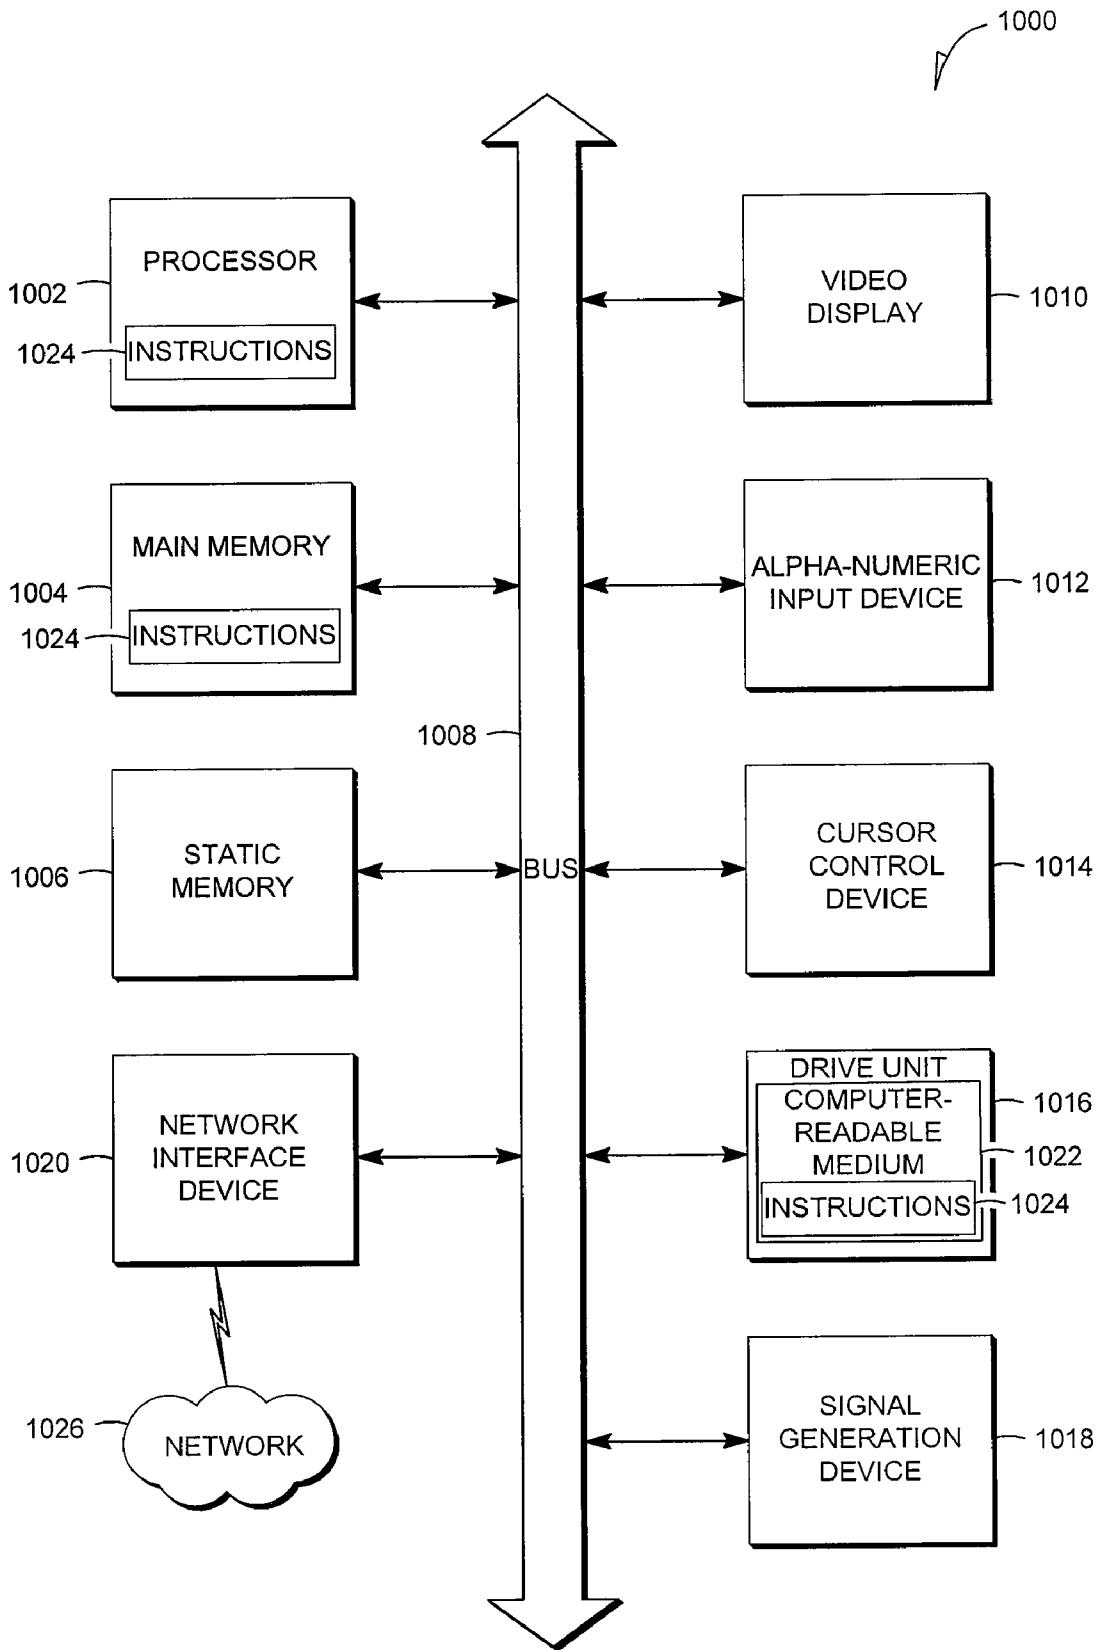 1000
PROCESSOR
1002
1024
INSTRUCTIONS
VIDEO
DISPLAY
1010
MAIN MEMORY
1004
1024
INSTRUCTIONS
ALPHA-NUMERIC
INPUT DEVICE
1012
1008
STATIC
MEMORY
1006
BUS
CURSOR
CONTROL
DEVICE
1014
NETWORK
INTERFACE
DEVICE
1020
DRIVE UNIT
1016
COMPUTER-
READABLE
MEDIUM
1022
INSTRUCTIONS
1024
1026
NETWORK
SIGNAL
GENERATION
DEVICE
1018